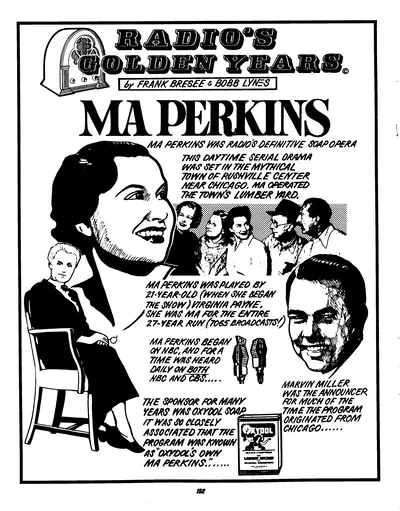 RADIO'S
GOLDEN YEARS©
by FRANK BRESEE & BOBB LYNES
MA PERKINS
MA PERKINS WAS RADIO'S DEFINITIVE SOAP OPERA
THIS DAYTIME SERIAL DRAMA
WAS SET IN THE MYTHICAL
TOWN OF RUSHVILLE CENTER
NEAR CHICAGO. MA OPERATED
THE TOWN'S LUMBER YARD.
MA PERKINS WAS PLAYED BY
21-YEAR-OLD (WHEN SHE BEGAN
THE SHOW) VIRGINIA PAYNE.
SHE WAS MA FOR THE ENTIRE
27-YEAR RUN (7065 BROADCASTS!)
MA PERKINS BEGAN
ON NBC, AND FOR A
TIME WAS HEARD
DAILY ON BOTH
NBC AND CBS.....
MARVIN MILLER
WAS THE ANNOUNCER
FOR MUCH OF THE
TIME THE PROGRAM
ORIGINATED FROM
CHICAGO......
THE SPONSOR FOR MANY
YEARS WAS OXYDOL SOAP
IT WAS SO CLOSELY
ASSOCIATED THAT THE
PROGRAM WAS KNOWN
AS "OXYDOL'S OWN
MA PERKINS."......
OXYDOL
152